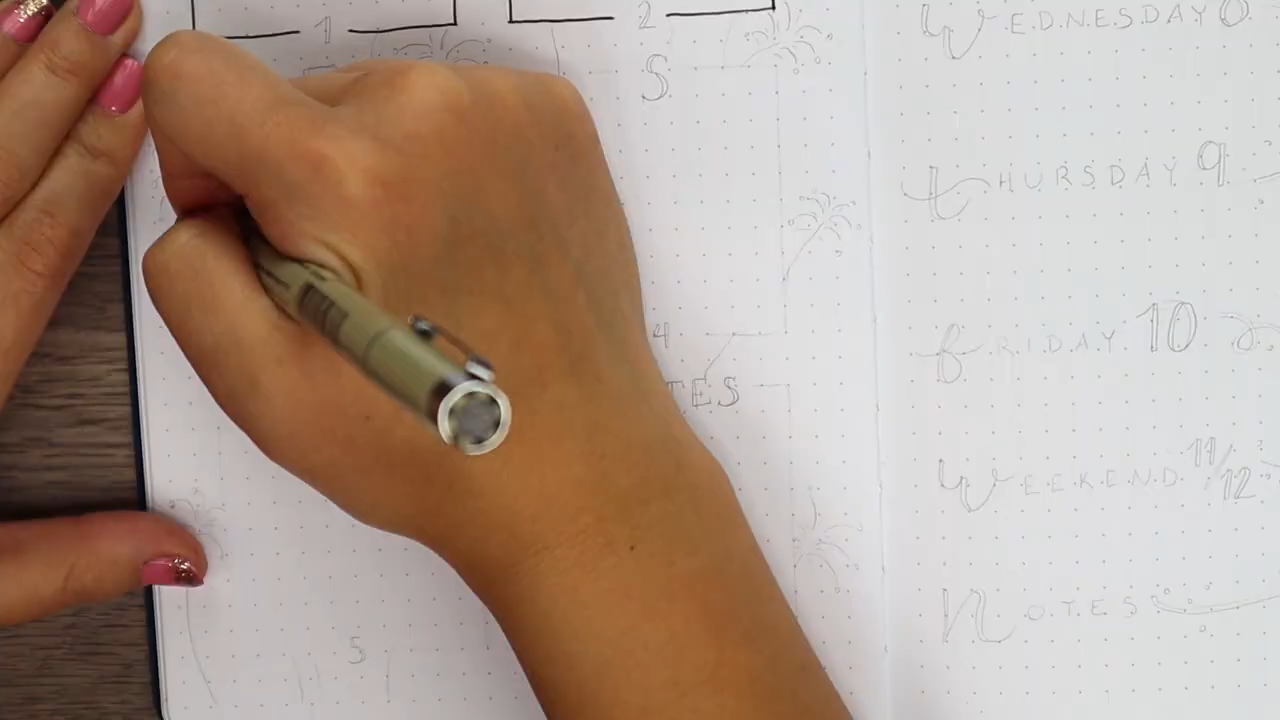 1
2
S
4
TES
5
WEDNESDAY 8
THURSDAY 9
FRIDAY 10
WEEKEND 11/12
NOTES